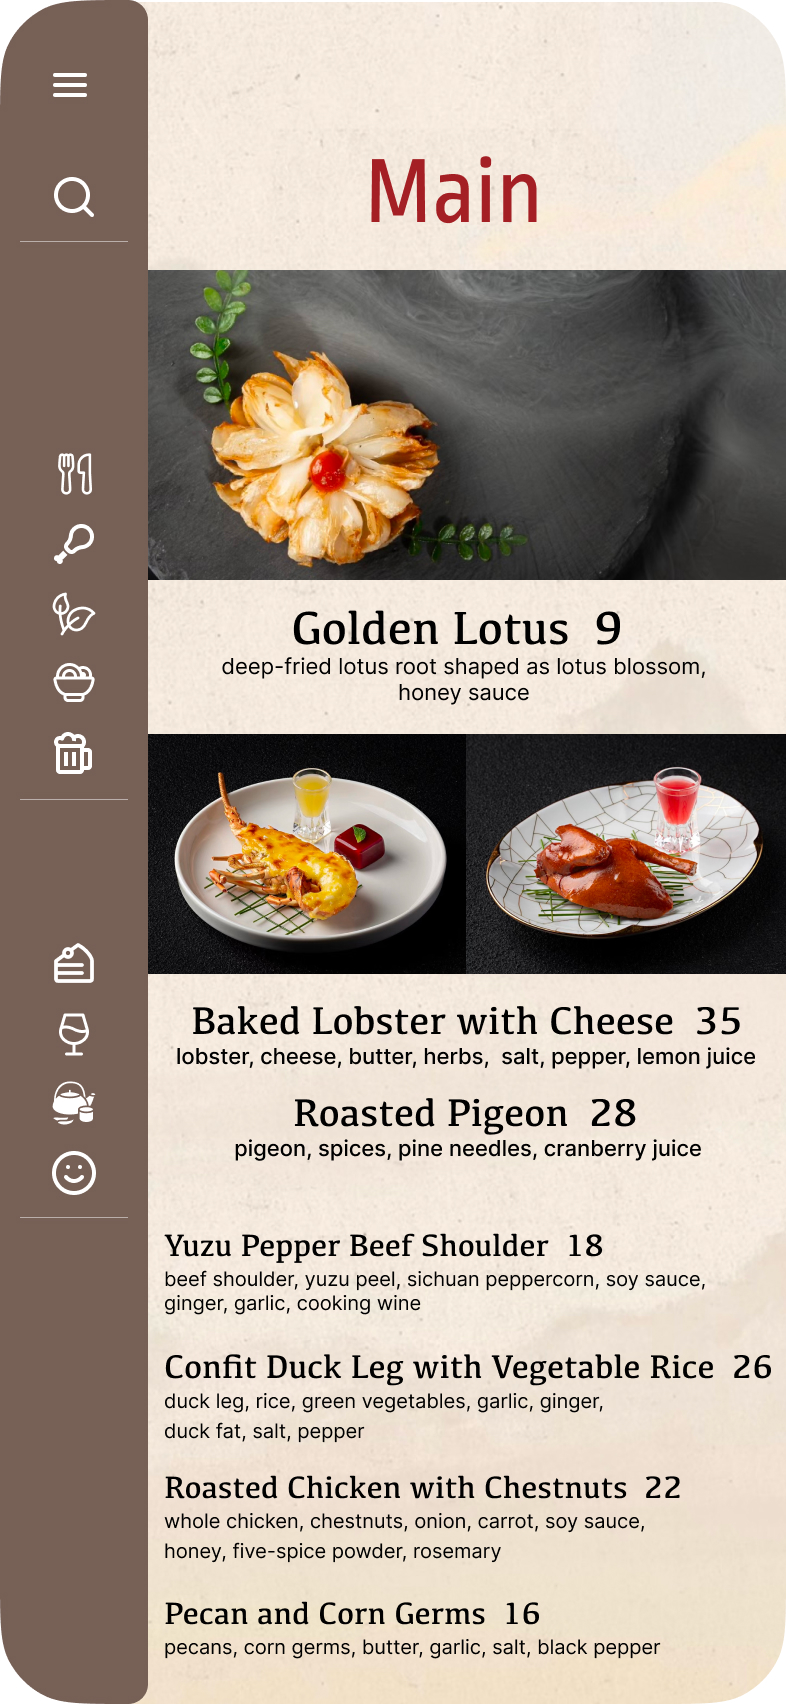 Main
Golden Lotus  9
deep-fried lotus root shaped as lotus blossom,
honey sauce
Baked Lobster with Cheese  35
lobster, cheese, butter, herbs,  salt, pepper, lemon juice
Roasted Pigeon  28
pigeon, spices, pine needles, cranberry juice
Yuzu Pepper Beef Shoulder  18
beef shoulder, yuzu peel, sichuan peppercorn, soy sauce,
ginger, garlic, cooking wine
Confit Duck Leg with Vegetable Rice  26
duck leg, rice, green vegetables, garlic, ginger,
duck fat, salt, pepper
Roasted Chicken with Chestnuts  22
whole chicken, chestnuts, onion, carrot, soy sauce,
honey, five-spice powder, rosemary
Pecan and Corn Germs  16
pecans, corn germs, butter, garlic, salt, black pepper